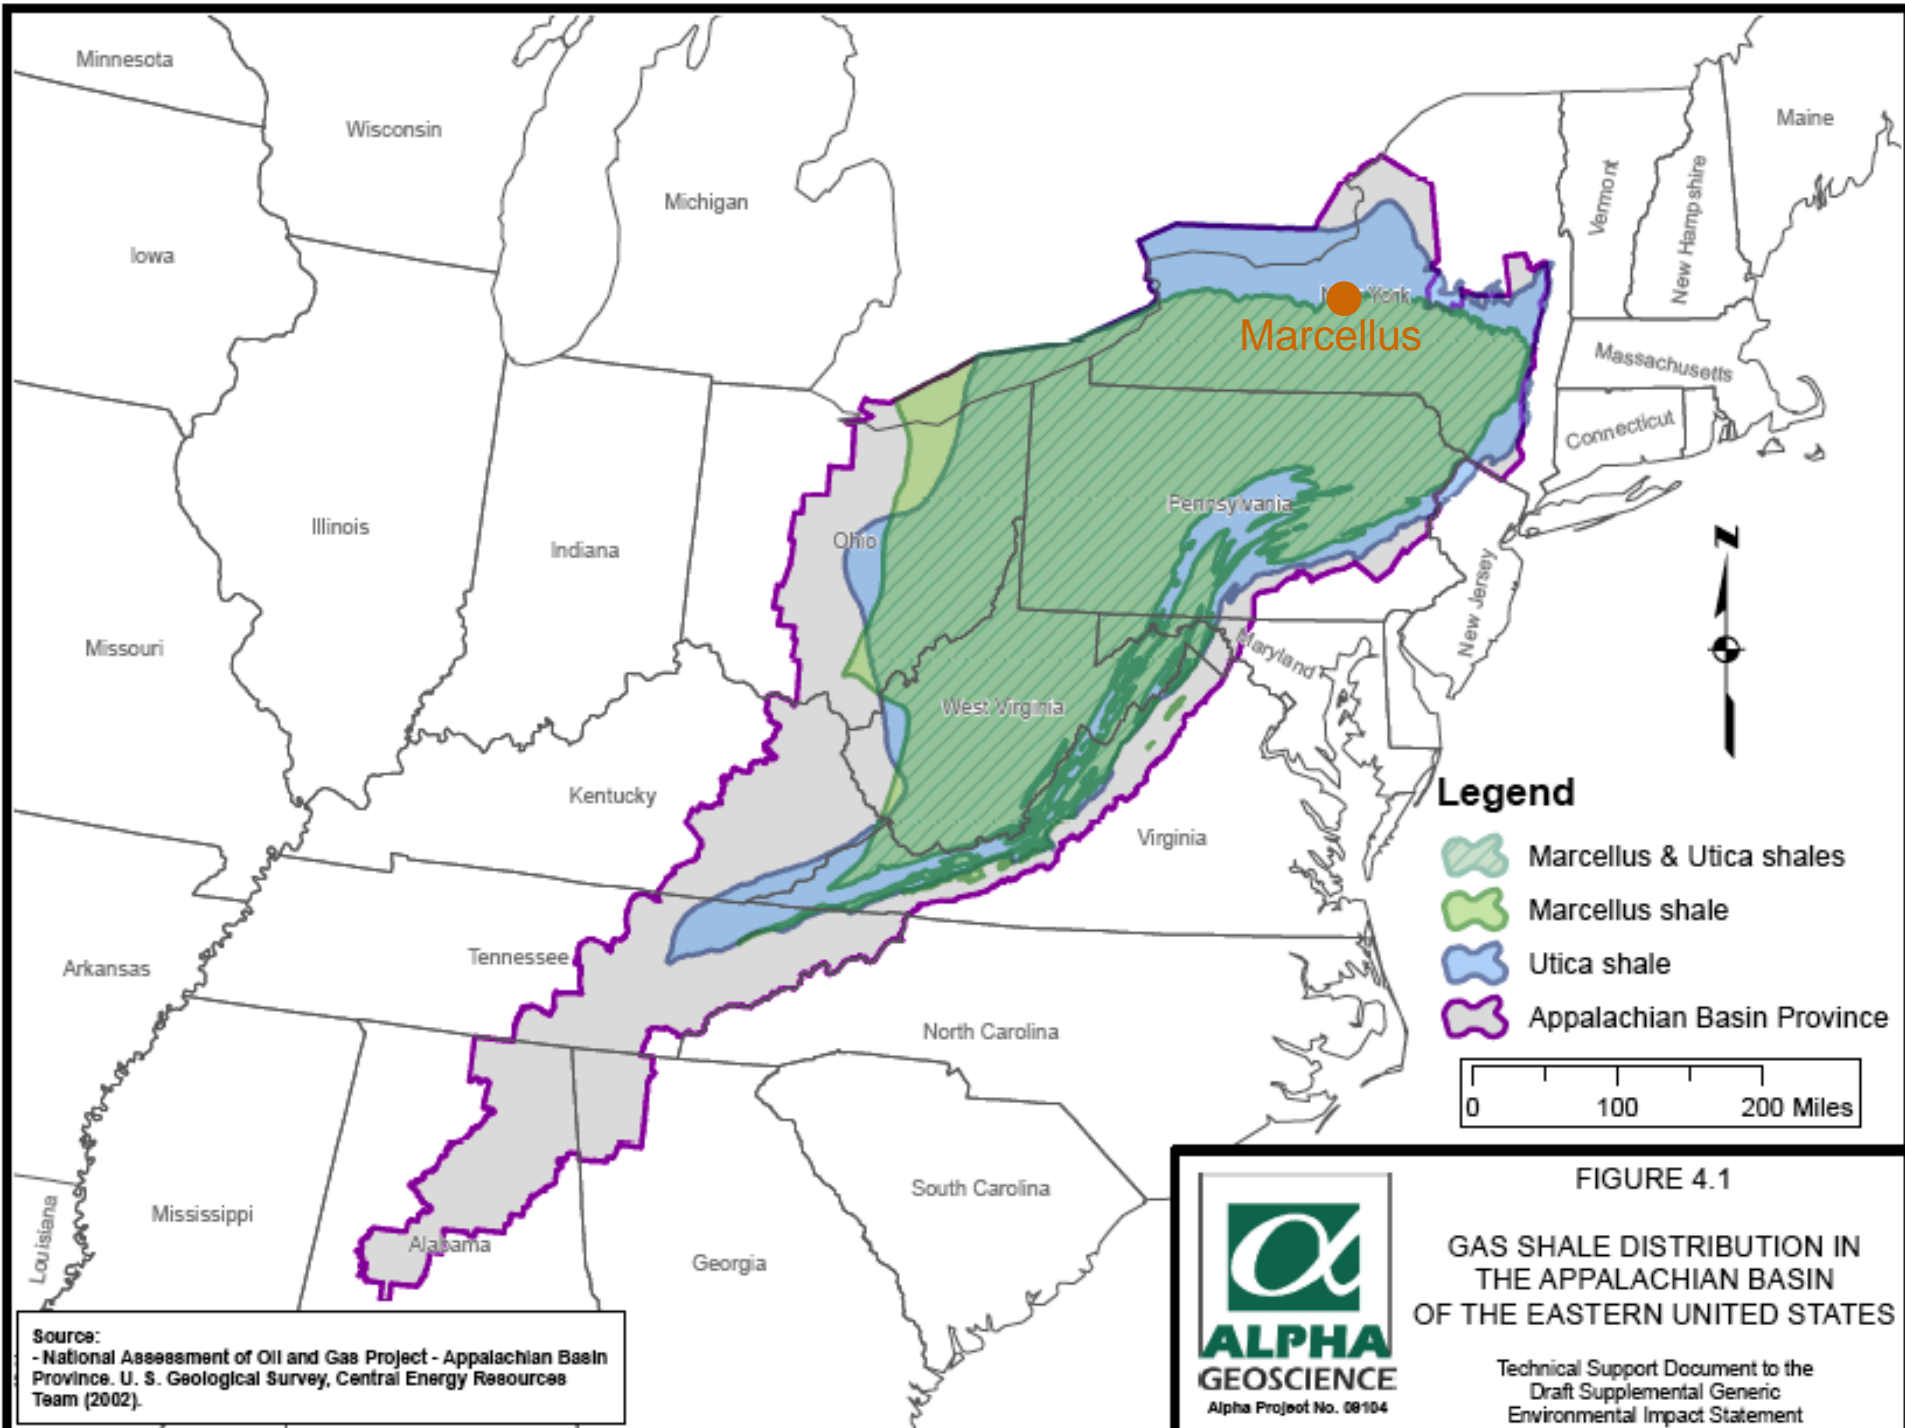 Minnesota
Wisconsin
Michigan
Maine
Vermont
New Hampshire
Iowa
York
Marcellus
Massachusetts
Connecticut
Pennsylvania
Illinois
Indiana
Ohio
New Jersey
Missouri
Maryland
West Virginia
Kentucky
Virginia
Tennessee
Arkansas
North Carolina
South Carolina
Mississippi
Alabama
Georgia
Louisiana
N
Legend
Marcellus & Utica shales
Marcellus shale
Utica shale
Appalachian Basin Province
0 100 200 Miles
Source:
- National Assessment of Oil and Gas Project - Appalachian Basin
Province. U. S. Geological Survey, Central Energy Resources
Team (2002).
α
ALPHA
GEOSCIENCE
Alpha Project No. 09104
FIGURE 4.1
GAS SHALE DISTRIBUTION IN
THE APPALACHIAN BASIN
OF THE EASTERN UNITED STATES
Technical Support Document to the
Draft Supplemental Generic
Environmental Impact Statement